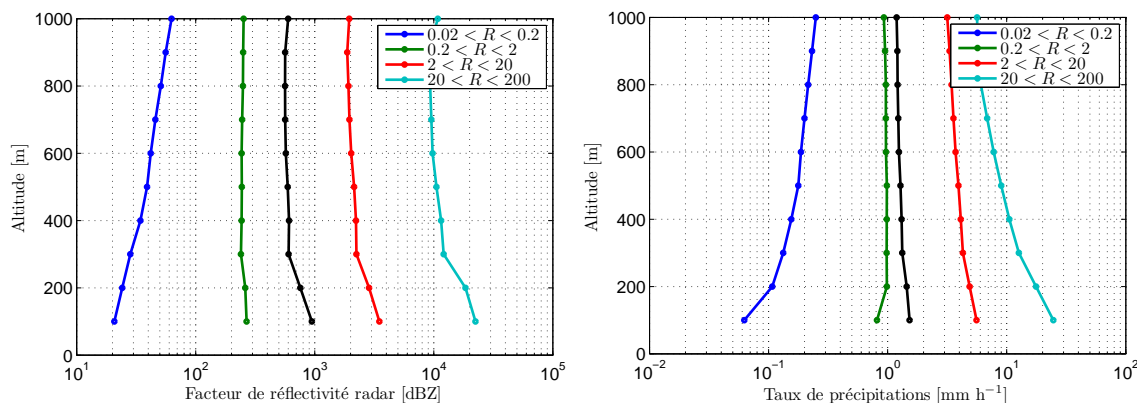 1000
800
600
400
200
0
Altitude [m]
0.02 < R < 0.2
0.2 < R < 2
2 < R < 20
20 < R < 200
10^1
10^2
10^3
10^4
10^5
Facteur de réflectivité radar [dBZ]
1000
800
600
400
200
0
Altitude [m]
0.02 < R < 0.2
0.2 < R < 2
2 < R < 20
20 < R < 200
10^−2
10^−1
10^0
10^1
10^2
Taux de précipitations [mm h^−1]